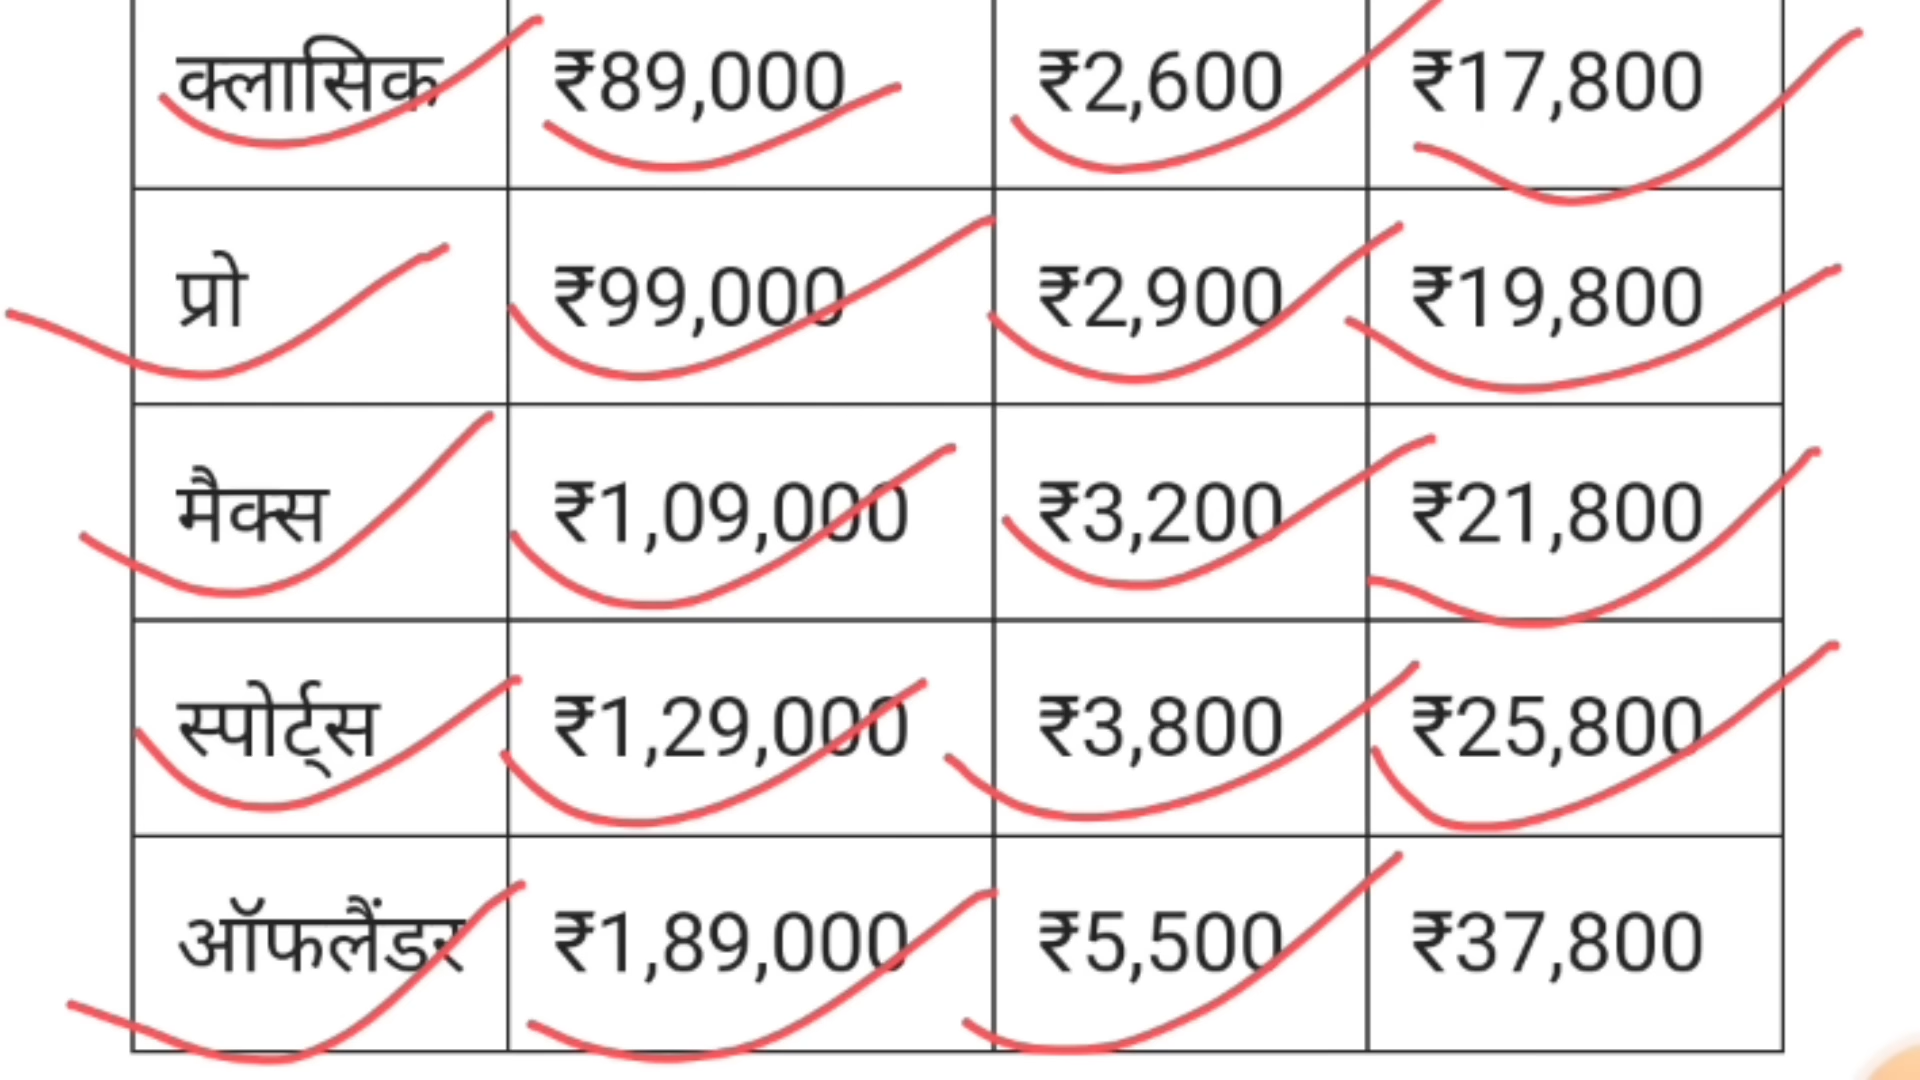 क्लासिक ₹89,000 ₹2,600 ₹17,800
प्रो ₹99,000 ₹2,900 ₹19,800
मैक्स ₹1,09,000 ₹3,200 ₹21,800
स्पोर्ट्स ₹1,29,000 ₹3,800 ₹25,800
ऑफलैंडर ₹1,89,000 ₹5,500 ₹37,800